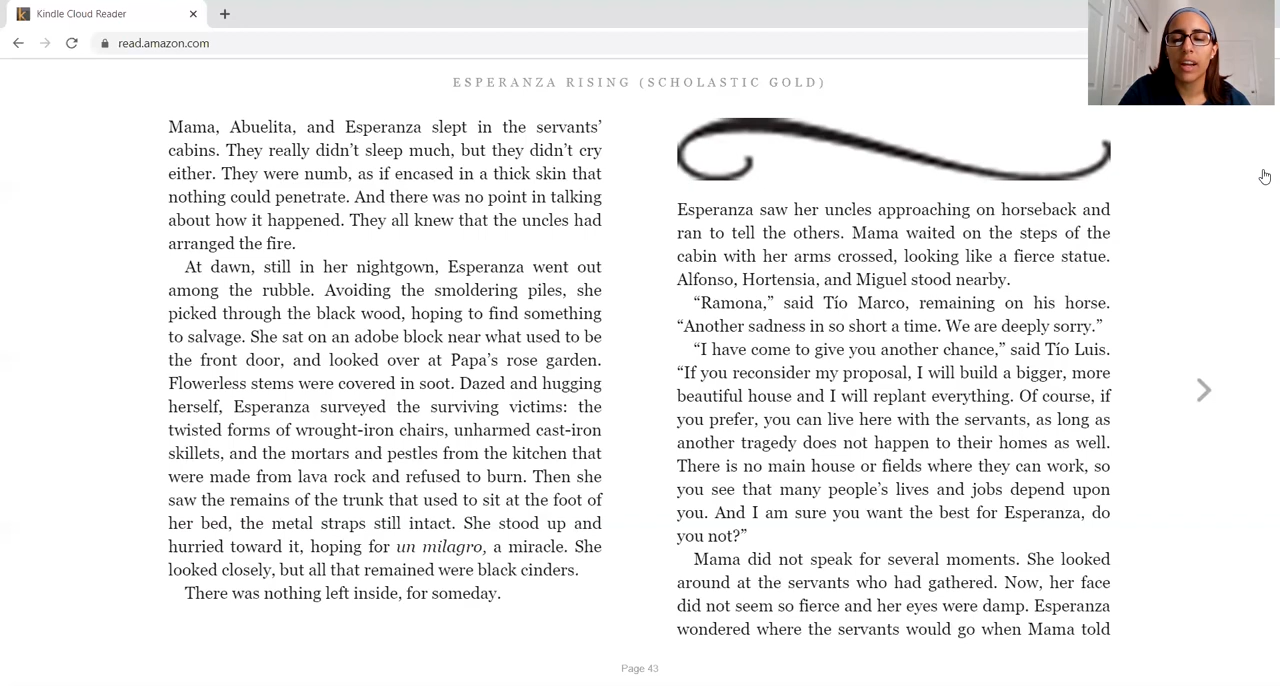 Kindle Cloud Reader
read.amazon.com
ESPERANZA RISING (SCHOLASTIC GOLD)
Mama, Abuelita, and Esperanza slept in the servants’
cabins. They really didn’t sleep much, but they didn’t cry
either. They were numb, as if encased in a thick skin that
nothing could penetrate. And there was no point in talking
about how it happened. They all knew that the uncles had
arranged the fire.
At dawn, still in her nightgown, Esperanza went out
among the rubble. Avoiding the smoldering piles, she
picked through the black wood, hoping to find something
to salvage. She sat on an adobe block near what used to be
the front door, and looked over at Papa’s rose garden.
Flowerless stems were covered in soot. Dazed and hugging
herself, Esperanza surveyed the surviving victims: the
twisted forms of wrought-iron chairs, unharmed cast-iron
skillets, and the mortars and pestles from the kitchen that
were made from lava rock and refused to burn. Then she
saw the remains of the trunk that used to sit at the foot of
her bed, the metal straps still intact. She stood up and
hurried toward it, hoping for un milagro, a miracle. She
looked closely, but all that remained were black cinders.
There was nothing left inside, for someday.
Esperanza saw her uncles approaching on horseback and
ran to tell the others. Mama waited on the steps of the
cabin with her arms crossed, looking like a fierce statue.
Alfonso, Hortensia, and Miguel stood nearby.
“Ramona,” said Tío Marco, remaining on his horse.
“Another sadness in so short a time. We are deeply sorry.”
“I have come to give you another chance,” said Tío Luis.
“If you reconsider my proposal, I will build a bigger, more
beautiful house and I will replant everything. Of course, if
you prefer, you can live here with the servants, as long as
another tragedy does not happen to their homes as well.
There is no main house or fields where they can work, so
you see that many people’s lives and jobs depend upon
you. And I am sure you want the best for Esperanza, do
you not?”
Mama did not speak for several moments. She looked
around at the servants who had gathered. Now, her face
did not seem so fierce and her eyes were damp. Esperanza
wondered where the servants would go when Mama told
Page 43